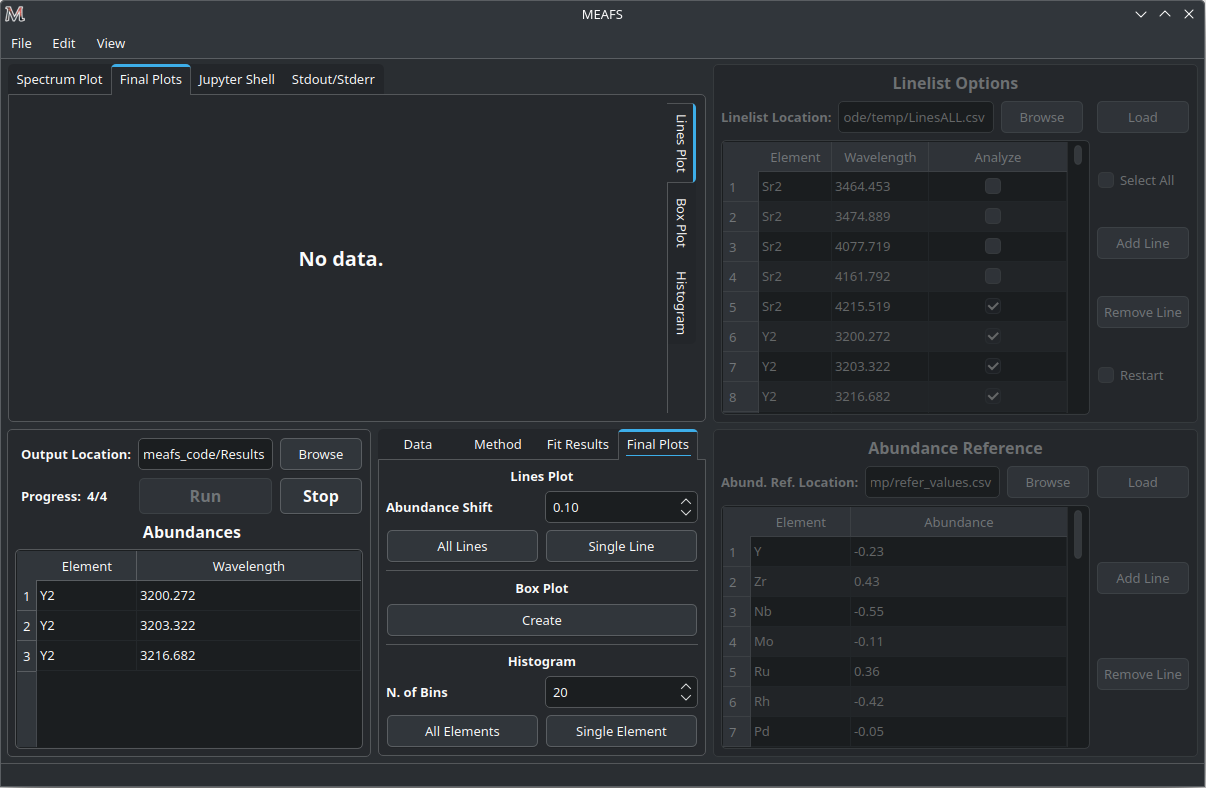 MEAFS
File Edit View
Spectrum Plot Final Plots Jupyter Shell Stdout/Stderr
No data.
Lines Plot
Box Plot
Histogram
Linelist Options
Linelist Location: ode/temp/LinesALL.csv Browse Load
Element Wavelength Analyze
1 Sr2 3464.453
2 Sr2 3474.889
3 Sr2 4077.719
4 Sr2 4161.792
5 Sr2 4215.519
6 Y2 3200.272
7 Y2 3203.322
8 Y2 3216.682
Select All
Add Line
Remove Line
Restart
Output Location: meafs_code/Results Browse
Progress: 4/4 Run Stop
Abundances
Element Wavelength
1 Y2 3200.272
2 Y2 3203.322
3 Y2 3216.682
Data Method Fit Results Final Plots
Lines Plot
Abundance Shift 0.10
All Lines Single Line
Box Plot
Create
Histogram
N. of Bins 20
All Elements Single Element
Abundance Reference
Abund. Ref. Location: mp/refer_values.csv Browse Load
Element Abundance
1 Y -0.23
2 Zr 0.43
3 Nb -0.55
4 Mo -0.11
5 Ru 0.36
6 Rh -0.42
7 Pd -0.05
Add Line
Remove Line